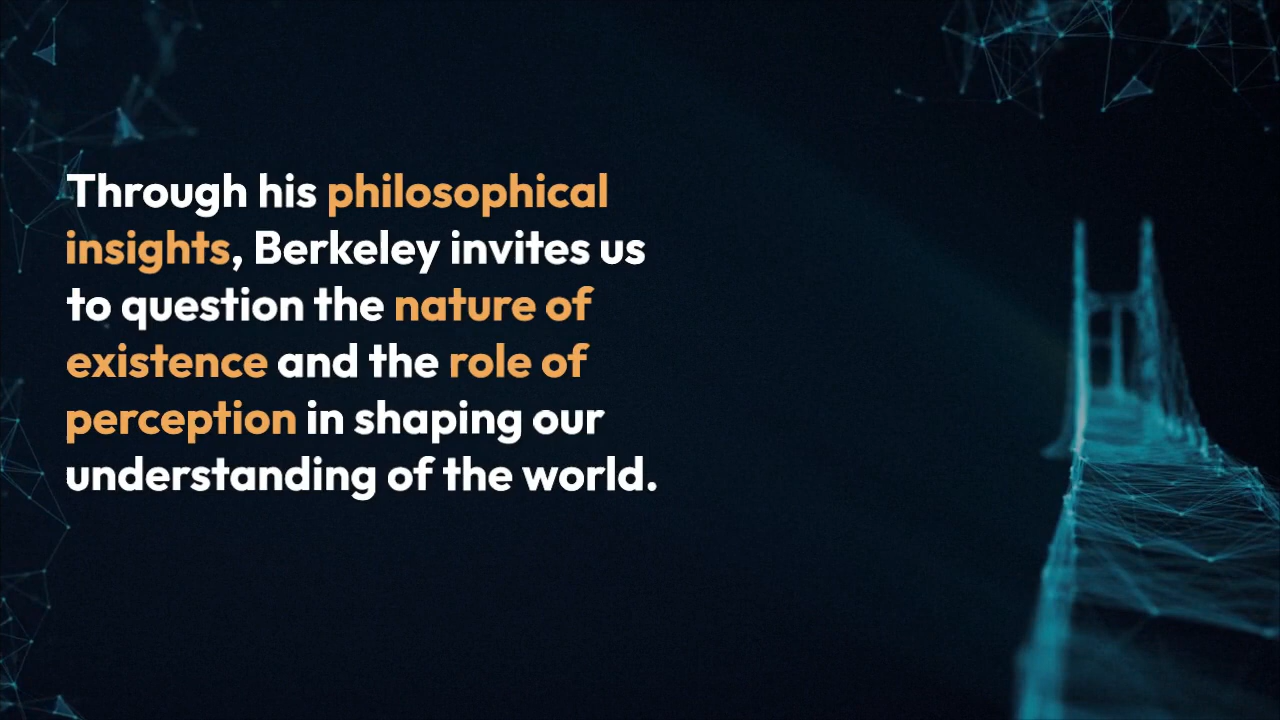 Through his philosophical
insights, Berkeley invites us
to question the nature of
existence and the role of
perception in shaping our
understanding of the world.